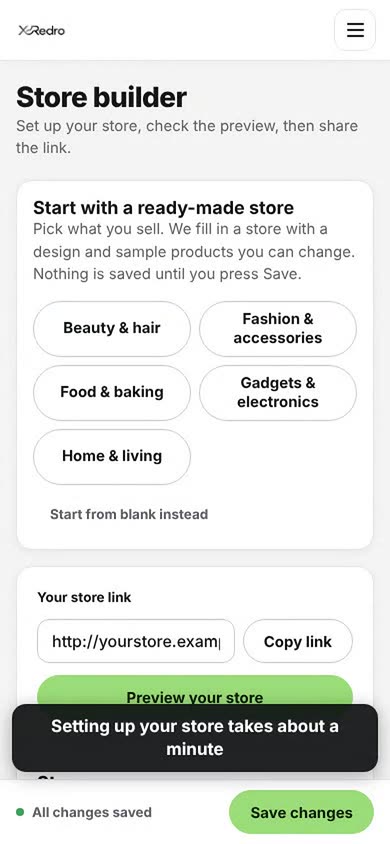 XRedro
Store builder
Set up your store, check the preview, then share
the link.
Start with a ready-made store
Pick what you sell. We fill in a store with a
design and sample products you can change.
Nothing is saved until you press Save.
Beauty & hair
Fashion &
accessories
Food & baking
Gadgets &
electronics
Home & living
Start from blank instead
Your store link
http://yourstore.exam
Copy link
Preview your store
Setting up your store takes about a
minute
All changes saved
Save changes